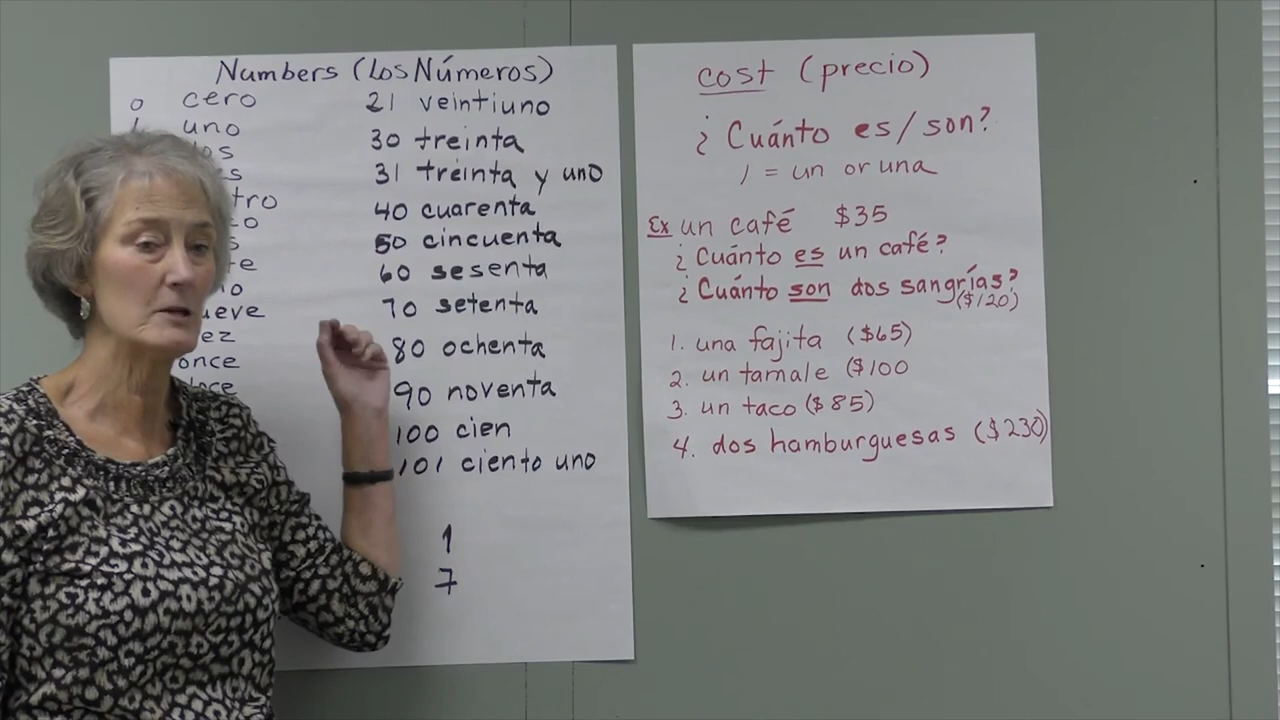 Numbers (Los Números)
0 cero
uno
once
21 veintiuno
30 treinta
31 treinta y uno
40 cuarenta
50 cincuenta
60 sesenta
70 setenta
80 ochenta
90 noventa
100 cien
101 ciento uno
1
7
cost (precio)
¿Cuánto es/son?
1 = un or una
Ex un café $35
¿Cuánto es un café?
¿Cuánto son dos sangrías?
($120)
1. una fajita ($65)
2. un tamale ($100
3. un taco ($85)
4. dos hamburguesas ($230)